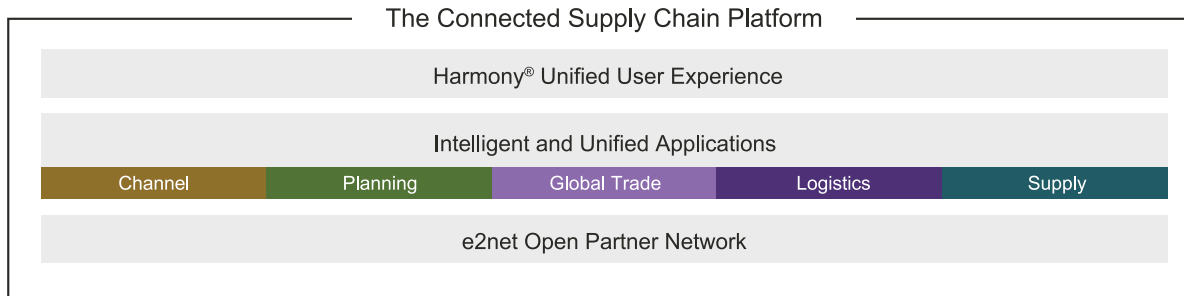 The Connected Supply Chain Platform
Harmony® Unified User Experience
Intelligent and Unified Applications
Channel Planning Global Trade Logistics Supply
e2net Open Partner Network